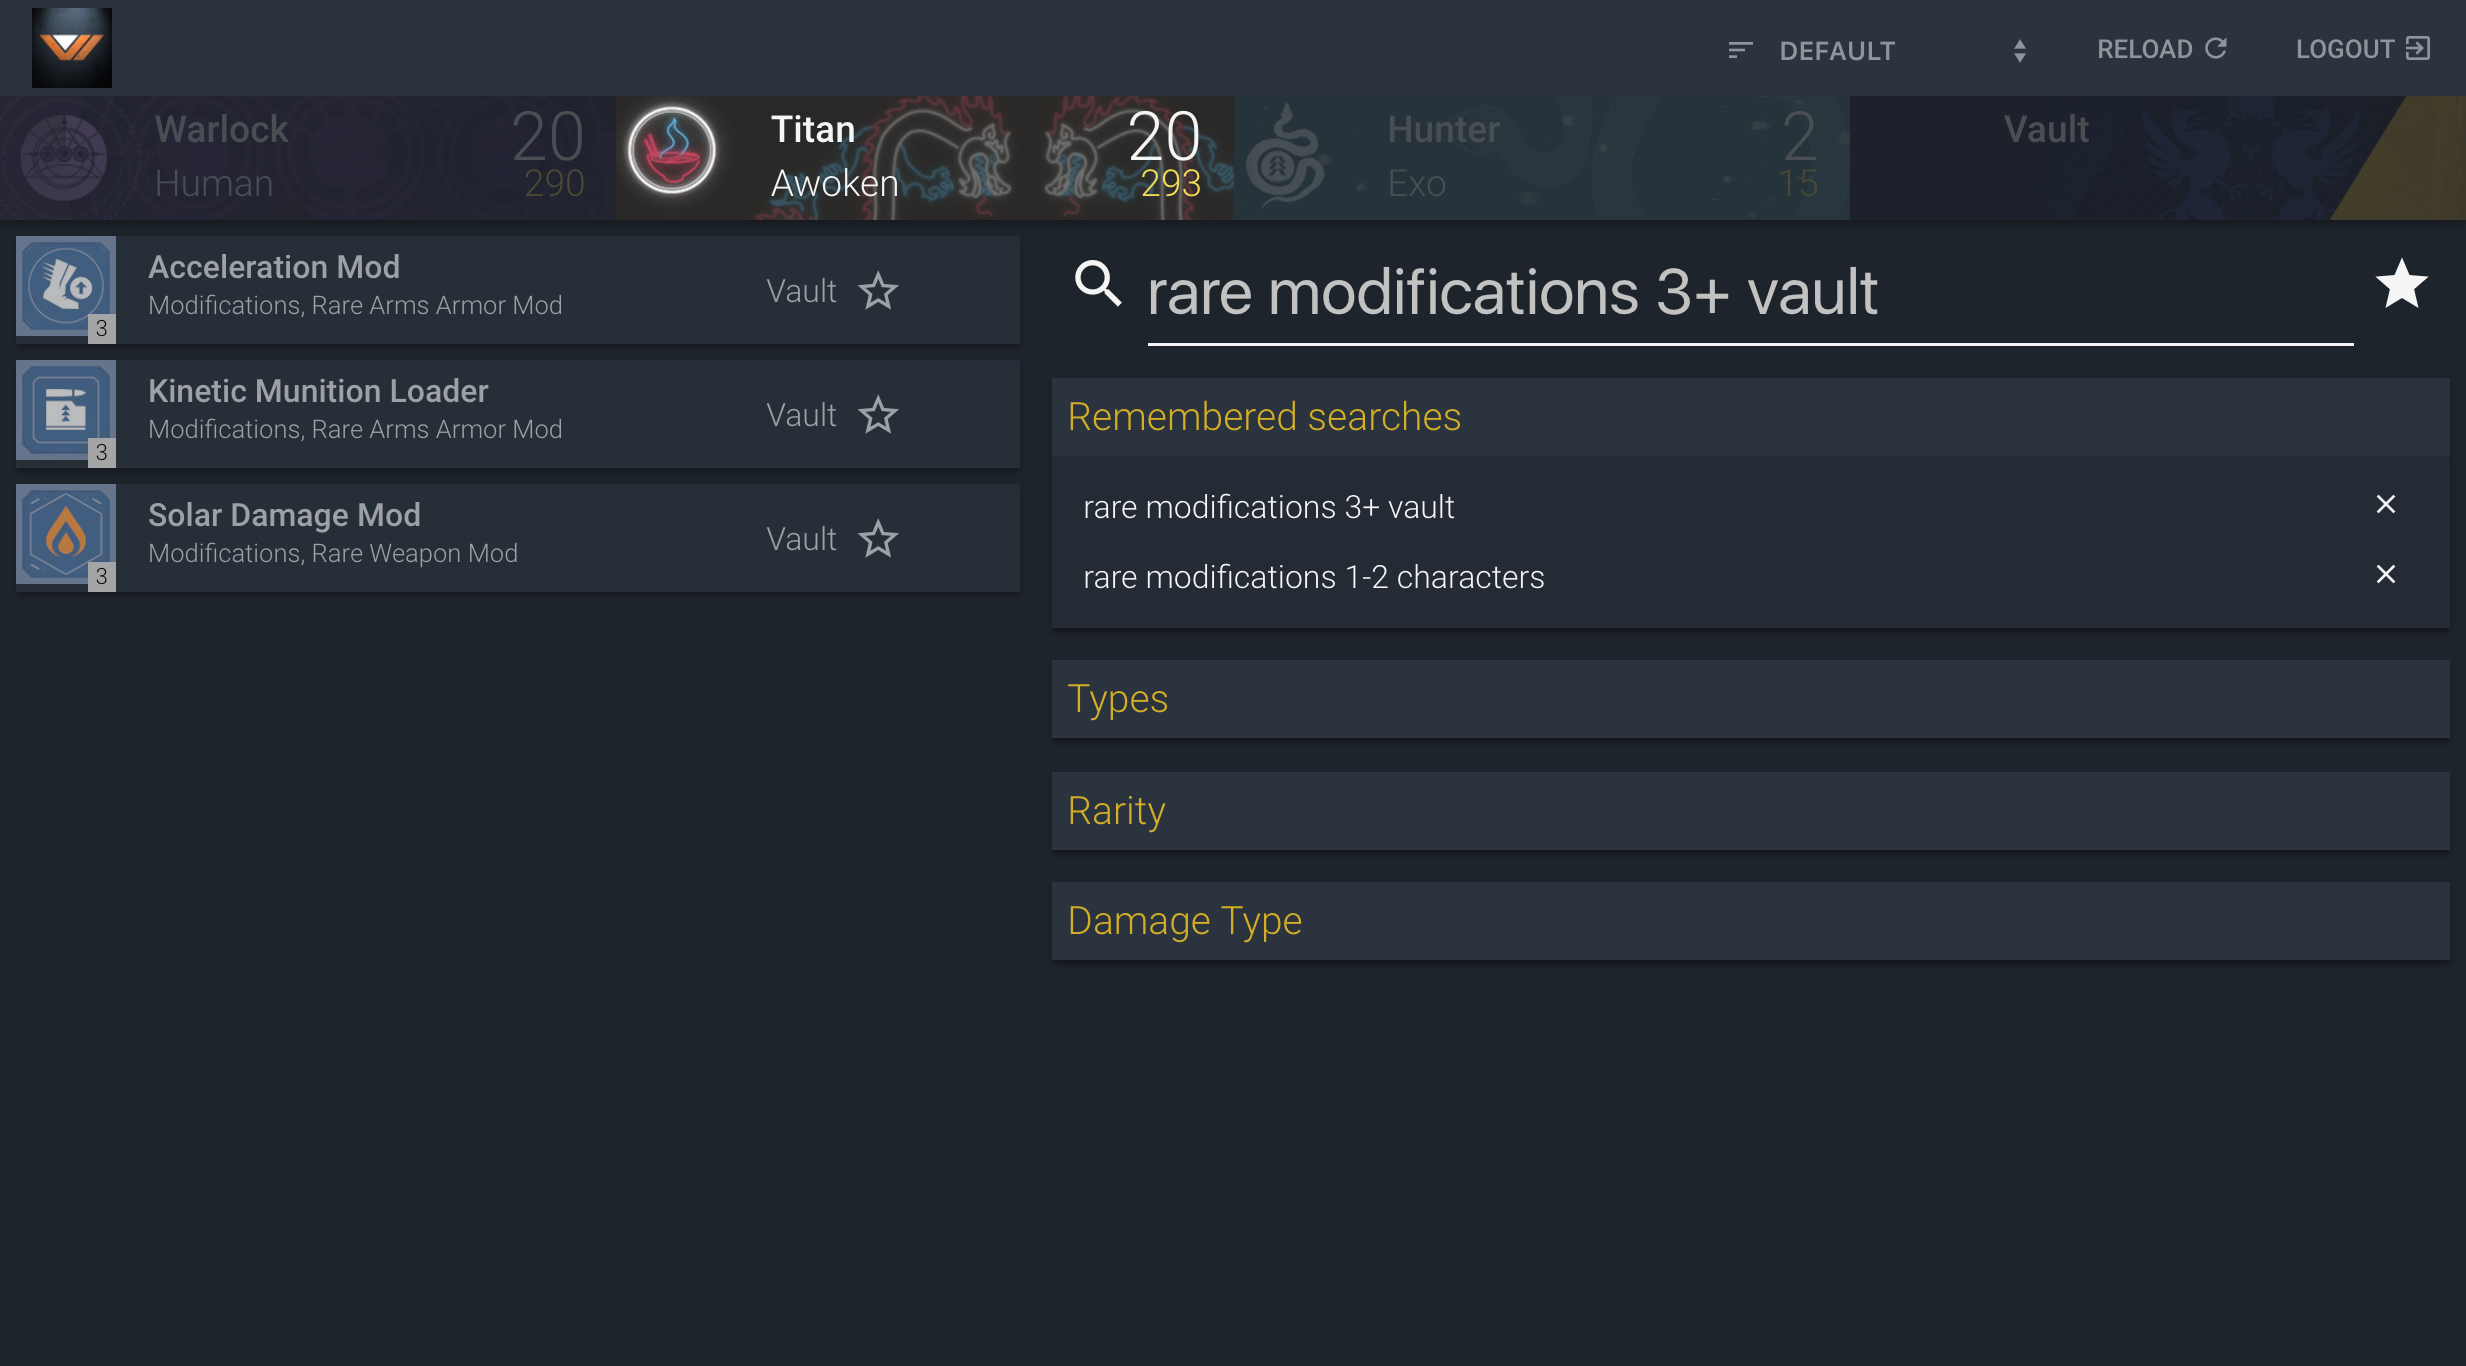 DEFAULT
RELOAD
LOGOUT
Warlock
20
Human
290
Titan
20
Awoken
293
Hunter
2
Exo
15
Vault
Acceleration Mod
Modifications, Rare Arms Armor Mod
Vault
3
Kinetic Munition Loader
Modifications, Rare Arms Armor Mod
Vault
3
Solar Damage Mod
Modifications, Rare Weapon Mod
Vault
3
rare modifications 3+ vault
Remembered searches
rare modifications 3+ vault
rare modifications 1-2 characters
Types
Rarity
Damage Type